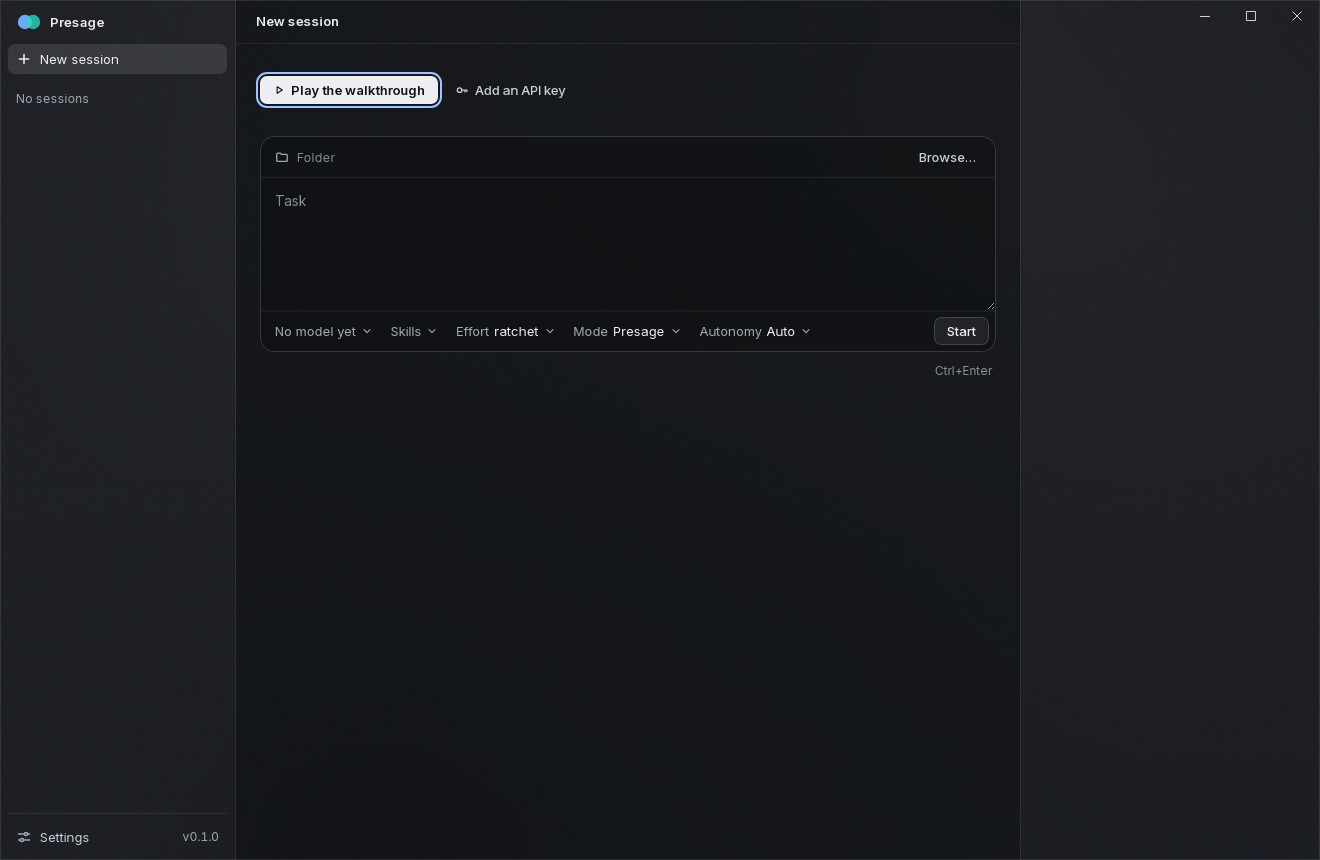 Presage
New session
New session
No sessions
Play the walkthrough
Add an API key
Folder
Browse…
Task
No model yet
Skills
Effort ratchet
Mode Presage
Autonomy Auto
Start
Ctrl+Enter
Settings
v0.1.0